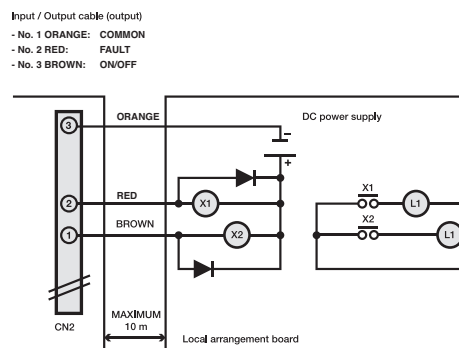 Input / Output cable (output)
- No. 1 ORANGE: COMMON
- No. 2 RED: FAULT
- No. 3 BROWN: ON/OFF
3
ORANGE
DC power supply
-
+
2
RED
X1
X1
L1
1
BROWN
X2
X2
L1
CN2
MAXIMUM
10 m
Local arrangement board